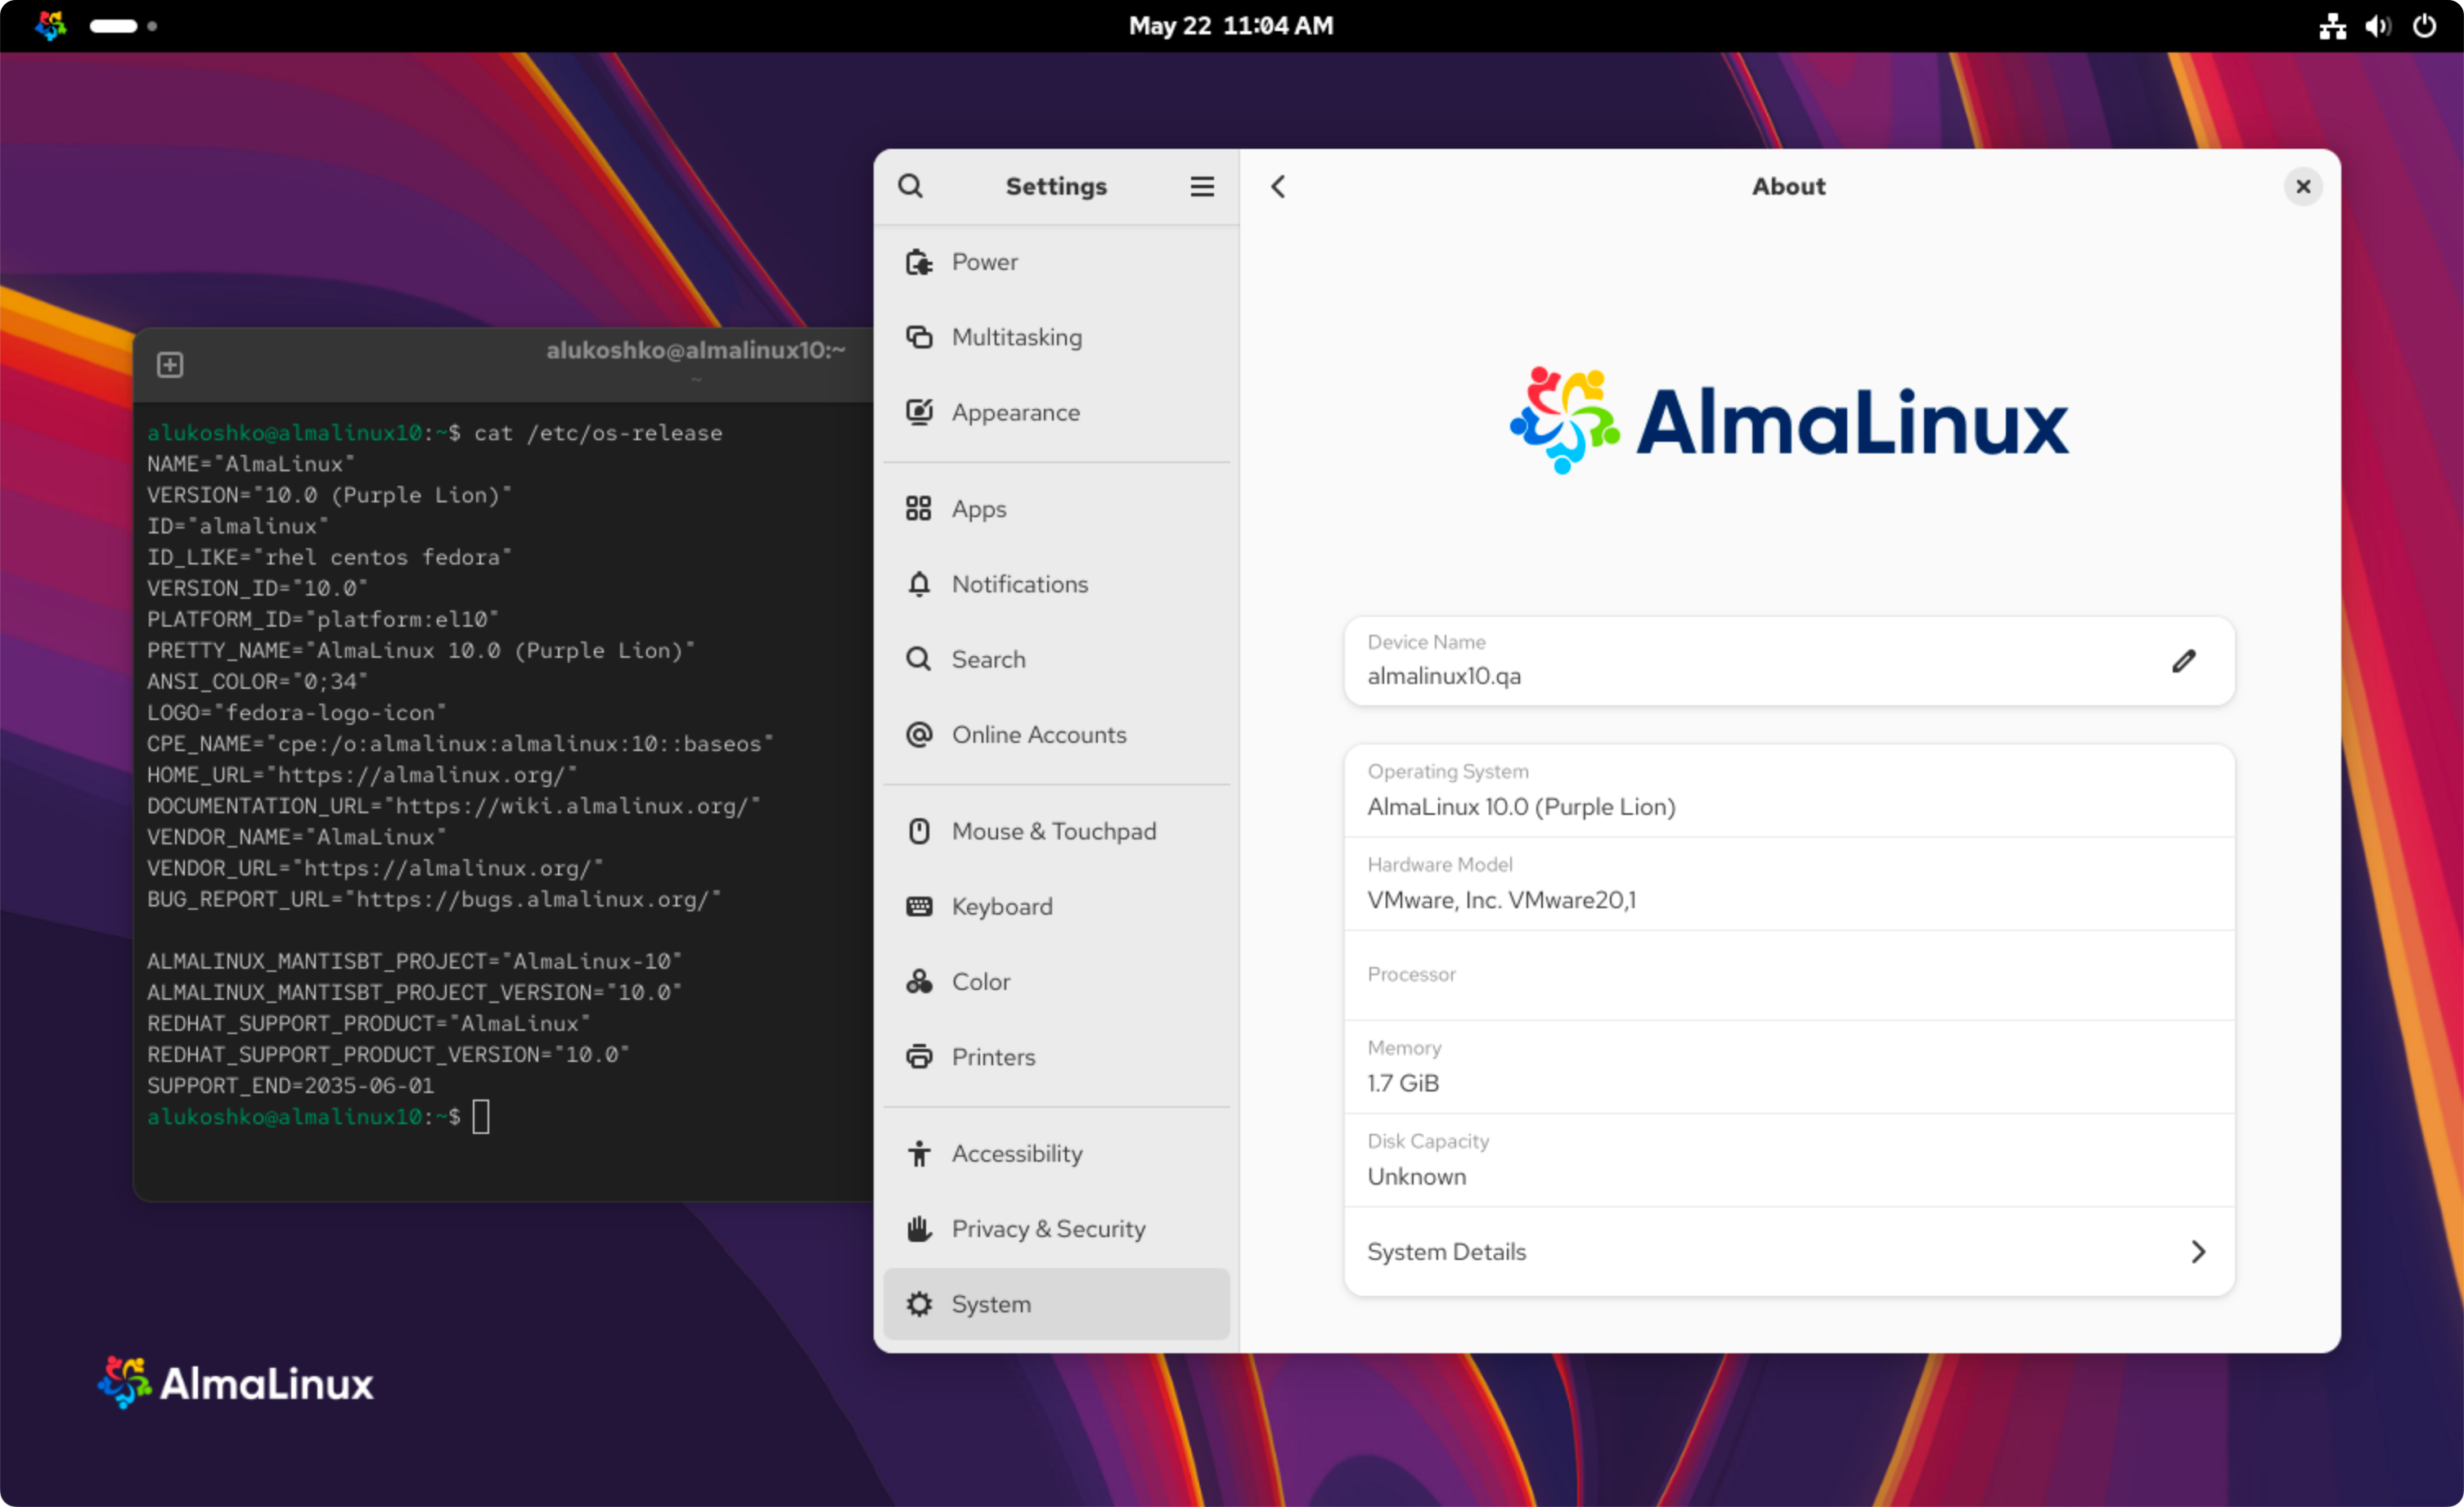 May 22 11:04 AM
alukoshko@almalinux10:~
~
alukoshko@almalinux10:~$ cat /etc/os-release
NAME="AlmaLinux"
VERSION="10.0 (Purple Lion)"
ID="almalinux"
ID_LIKE="rhel centos fedora"
VERSION_ID="10.0"
PLATFORM_ID="platform:el10"
PRETTY_NAME="AlmaLinux 10.0 (Purple Lion)"
ANSI_COLOR="0;34"
LOGO="fedora-logo-icon"
CPE_NAME="cpe:/o:almalinux:almalinux:10::baseos"
HOME_URL="https://almalinux.org/"
DOCUMENTATION_URL="https://wiki.almalinux.org/"
VENDOR_NAME="AlmaLinux"
VENDOR_URL="https://almalinux.org/"
BUG_REPORT_URL="https://bugs.almalinux.org/"
ALMALINUX_MANTISBT_PROJECT="AlmaLinux-10"
ALMALINUX_MANTISBT_PROJECT_VERSION="10.0"
REDHAT_SUPPORT_PRODUCT="AlmaLinux"
REDHAT_SUPPORT_PRODUCT_VERSION="10.0"
SUPPORT_END=2035-06-01
alukoshko@almalinux10:~$
Settings
Power
Multitasking
Appearance
Apps
Notifications
Search
Online Accounts
Mouse & Touchpad
Keyboard
Color
Printers
Accessibility
Privacy & Security
System
About
AlmaLinux
Device Name
almalinux10.qa
Operating System
AlmaLinux 10.0 (Purple Lion)
Hardware Model
VMware, Inc. VMware20,1
Processor
Memory
1.7 GiB
Disk Capacity
Unknown
System Details
AlmaLinux